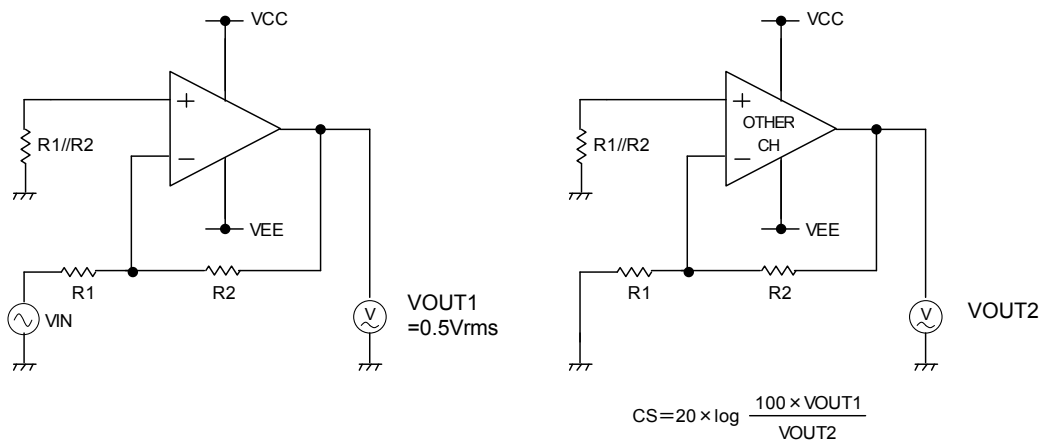 VCC
+
R1//R2
−
VEE
R1
R2
VIN
V
VOUT1
=0.5Vrms
VCC
+
OTHER
CH
R1//R2
−
VEE
R1
R2
V
VOUT2
CS=20×log 100×VOUT1
VOUT2